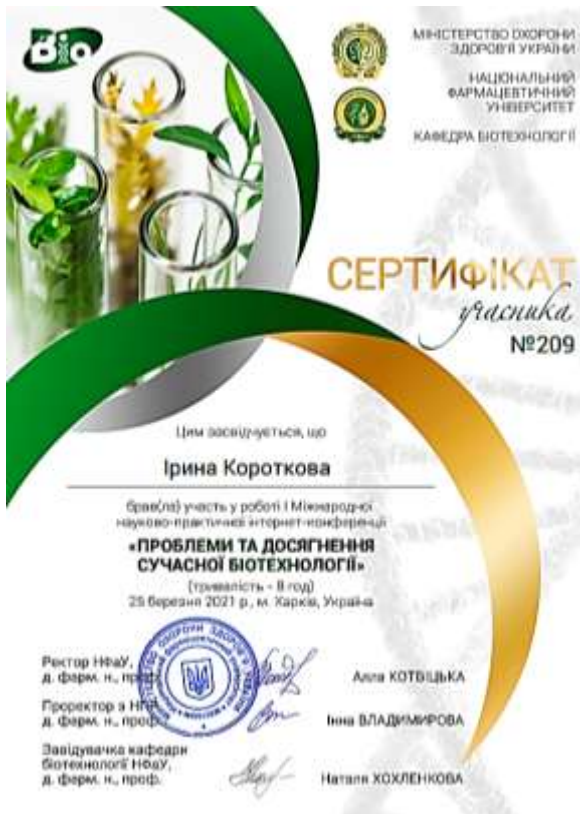 Bio
МІНІСТЕРСТВО ОХОРОНИ
ЗДОРОВ'Я УКРАЇНИ
НАЦІОНАЛЬНИЙ
ФАРМАЦЕВТИЧНИЙ
УНІВЕРСИТЕТ
КАФЕДРА БІОТЕХНОЛОГІЇ
СЕРТИФІКАТ
учасника
№209
Цим засвідчується, що
Ірина Короткова
брав(ла) участь у роботі І Міжнародної
науково-практичної інтернет-конференції
«ПРОБЛЕМИ ТА ДОСЯГНЕННЯ
СУЧАСНОЇ БІОТЕХНОЛОГІЇ»
(тривалість - 8 год)
25 березня 2021 р., м. Харків, Україна
Ректор НФаУ,
д. фарм. н., проф.
Алла КОТВІЦЬКА
Проректор з НПР,
д. фарм. н., проф.
Інна ВЛАДИМИРОВА
Завідувачка кафедри
біотехнології НФаУ,
д. фарм. н., проф.
Наталя ХОХЛЕНКОВА